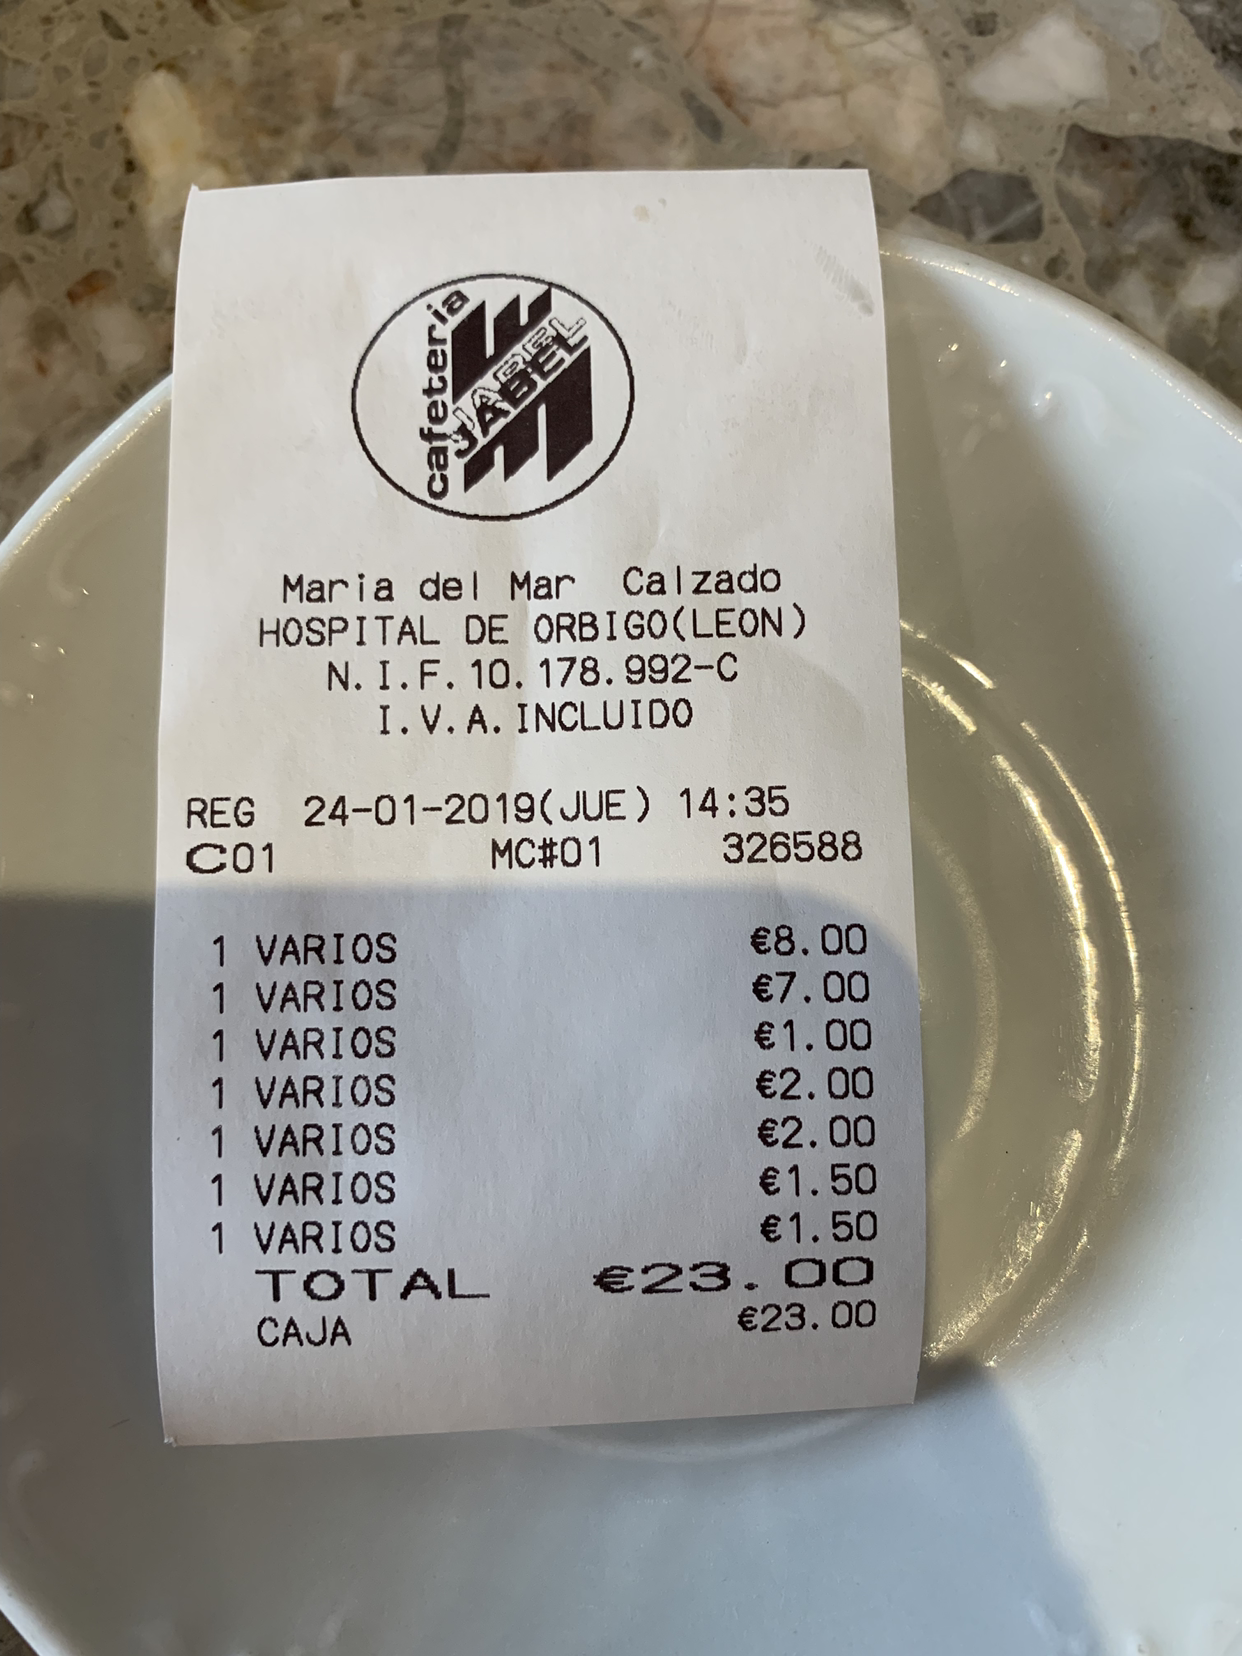 cafeteria
JABEL
Maria del Mar Calzado
HOSPITAL DE ORBIGO(LEON)
N.I.F.10.178.992-C
I.V.A.INCLUIDO
REG 24-01-2019(JUE) 14:35
C01 MC#01 326588
1 VARIOS €8.00
1 VARIOS €7.00
1 VARIOS €1.00
1 VARIOS €2.00
1 VARIOS €2.00
1 VARIOS €1.50
1 VARIOS €1.50
TOTAL €23.00
CAJA €23.00